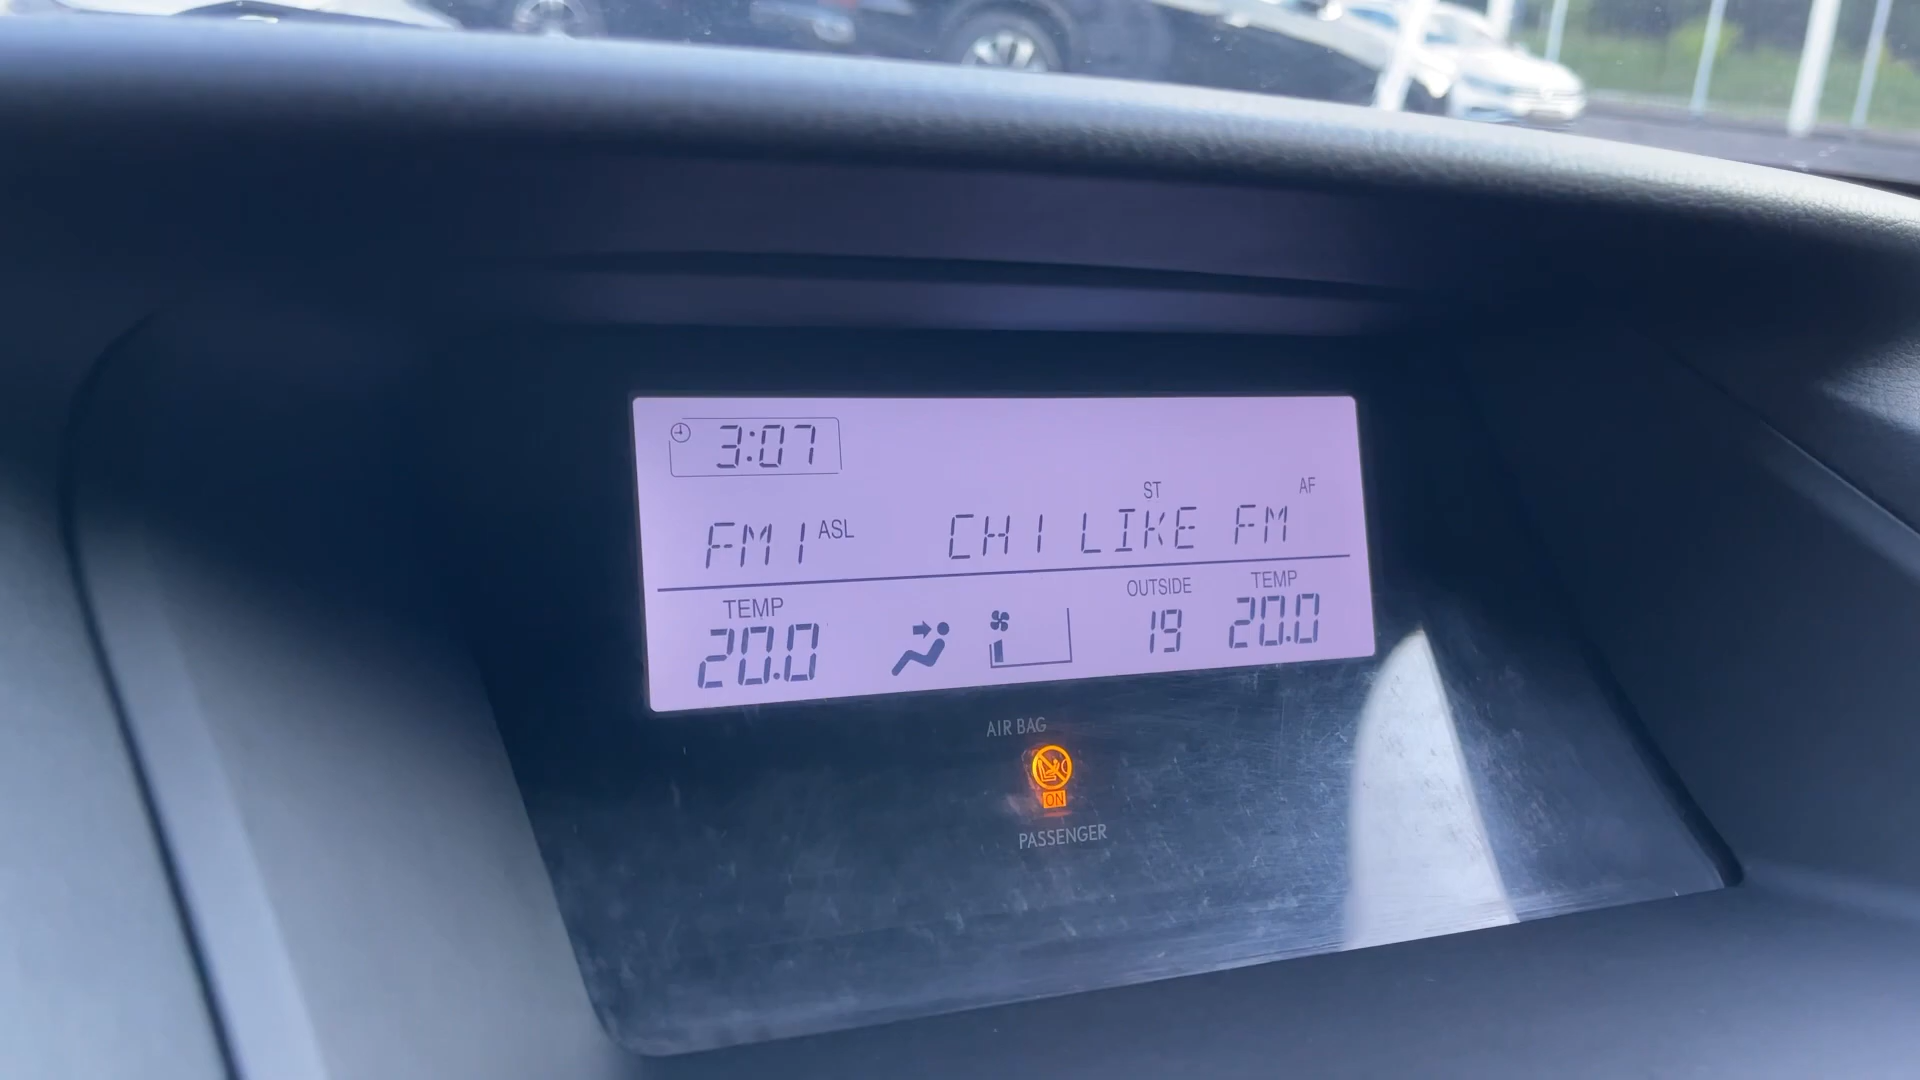 3:07
ST AF
FM1 ASL CH1 LIKE FM
OUTSIDE TEMP
TEMP
20.0 19 20.0
AIR BAG
ON
PASSENGER